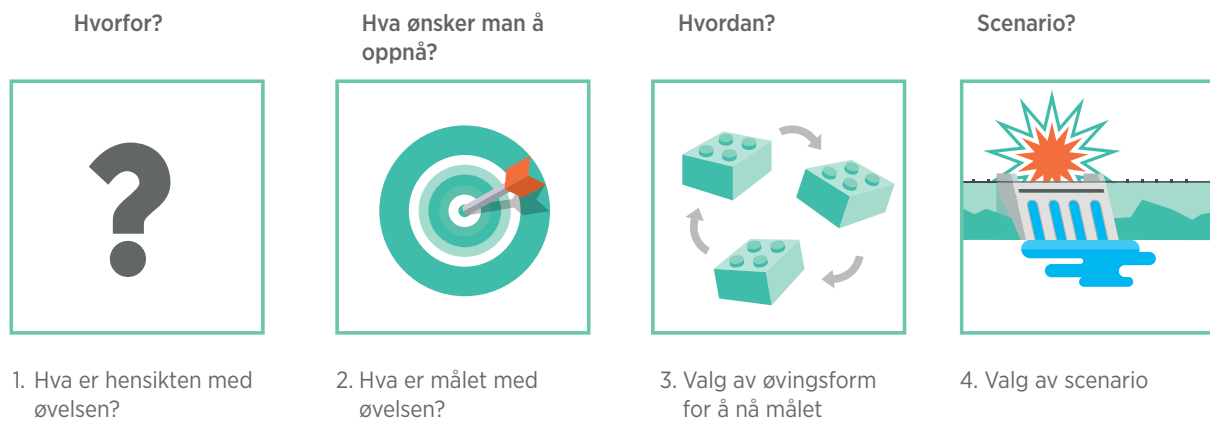 Hvorfor?
Hva ønsker man å
oppnå?
Hvordan?
Scenario?
1. Hva er hensikten med
øvelsen?
2. Hva er målet med
øvelsen?
3. Valg av øvingsform
for å nå målet
4. Valg av scenario